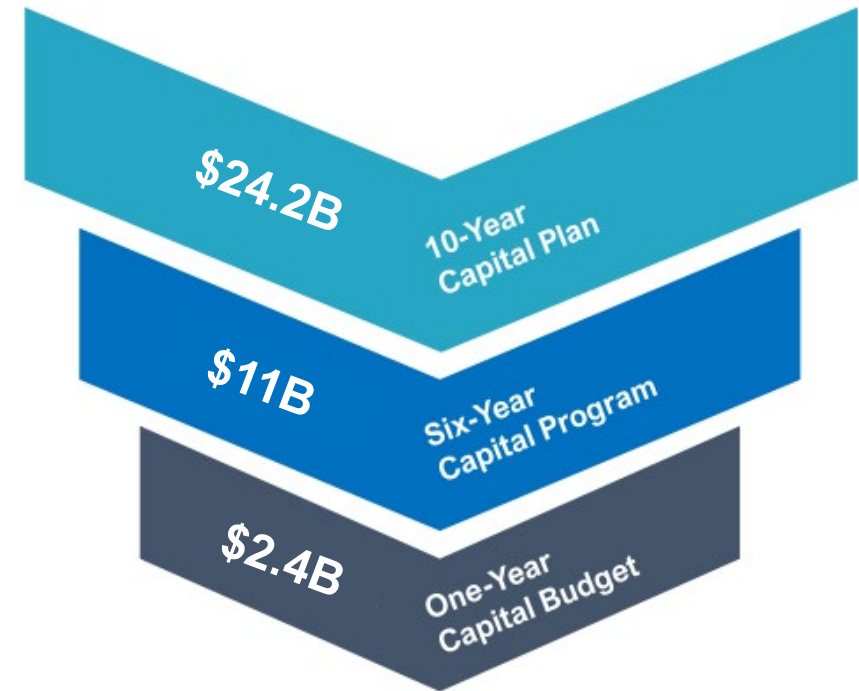 $24.2B
10-Year
Capital Plan
$11B
Six-Year
Capital Program
$2.4B
One-Year
Capital Budget